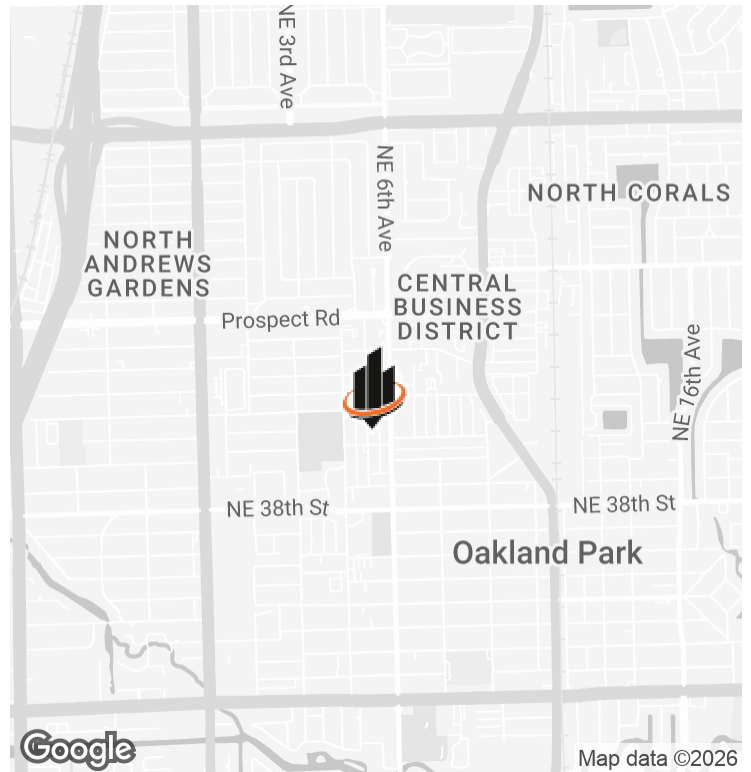 NE 3rd Ave
NE 6th Ave
NORTH CORALS
NORTH
ANDREWS
GARDENS
CENTRAL
BUSINESS
DISTRICT
Prospect Rd
NE 16th Ave
NE 38th St
NE 38th St
Oakland Park
Google
Map data ©2026